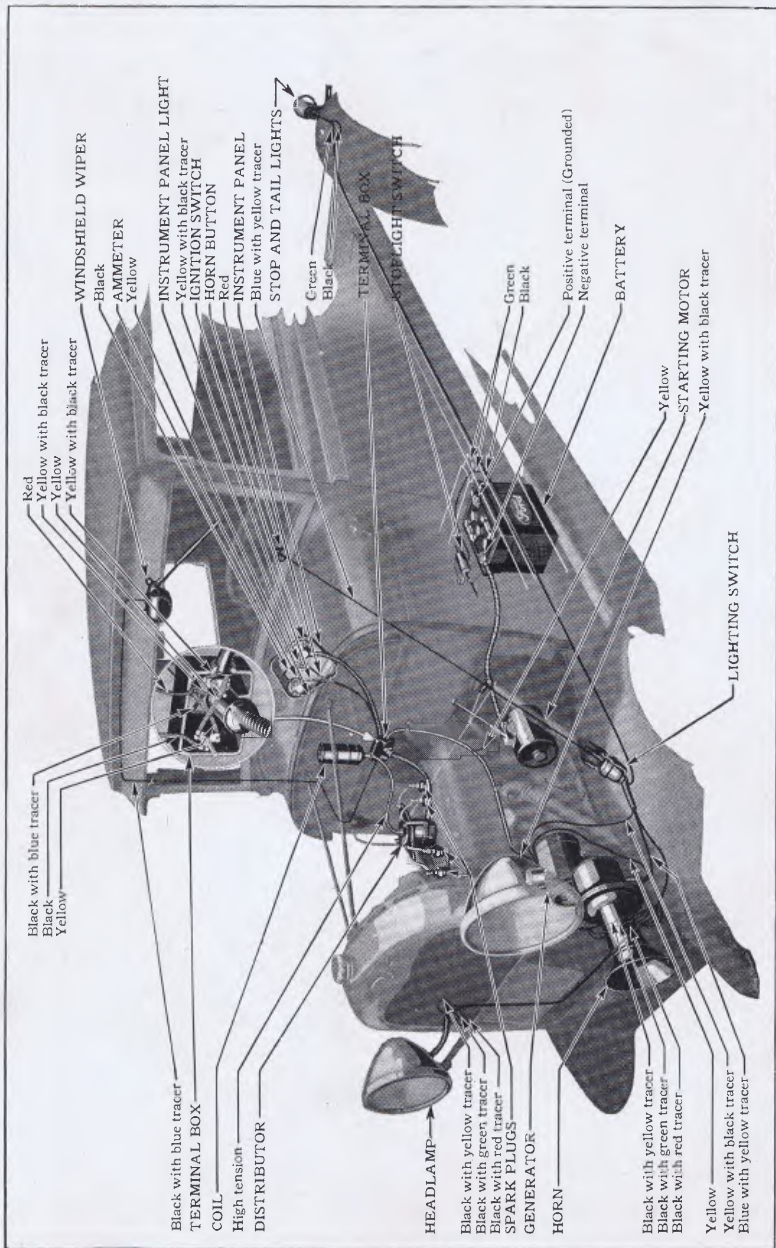 Red
Yellow with black tracer
Yellow
Yellow with black tracer
WINDSHIELD WIPER
Black
AMMETER
Yellow
INSTRUMENT PANEL LIGHT
Yellow with black tracer
IGNITION SWITCH
HORN BUTTON
Red
INSTRUMENT PANEL
Blue with yellow tracer
STOP AND TAIL LIGHTS
Green
Black
TERMINAL BOX
STOPLIGHT SWITCH
Green
Black
Positive terminal (Grounded)
Negative terminal
BATTERY
Ford
Yellow
STARTING MOTOR
Yellow with black tracer
LIGHTING SWITCH
Black with blue tracer
Black
Yellow
Black with blue tracer
TERMINAL BOX
COIL
High tension
DISTRIBUTOR
HEADLAMP
Black with yellow tracer
Black with green tracer
Black with red tracer
SPARK PLUGS
GENERATOR
HORN
Black with yellow tracer
Black with green tracer
Black with red tracer
Yellow
Yellow with black tracer
Blue with yellow tracer